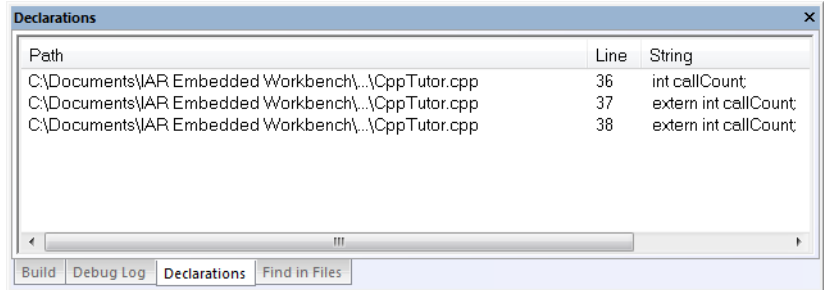 Declarations
Path Line String
C:\Documents\IAR Embedded Workbench\...\CppTutor.cpp 36 int callCount;
C:\Documents\IAR Embedded Workbench\...\CppTutor.cpp 37 extern int callCount;
C:\Documents\IAR Embedded Workbench\...\CppTutor.cpp 38 extern int callCount;
Build Debug Log Declarations Find in Files